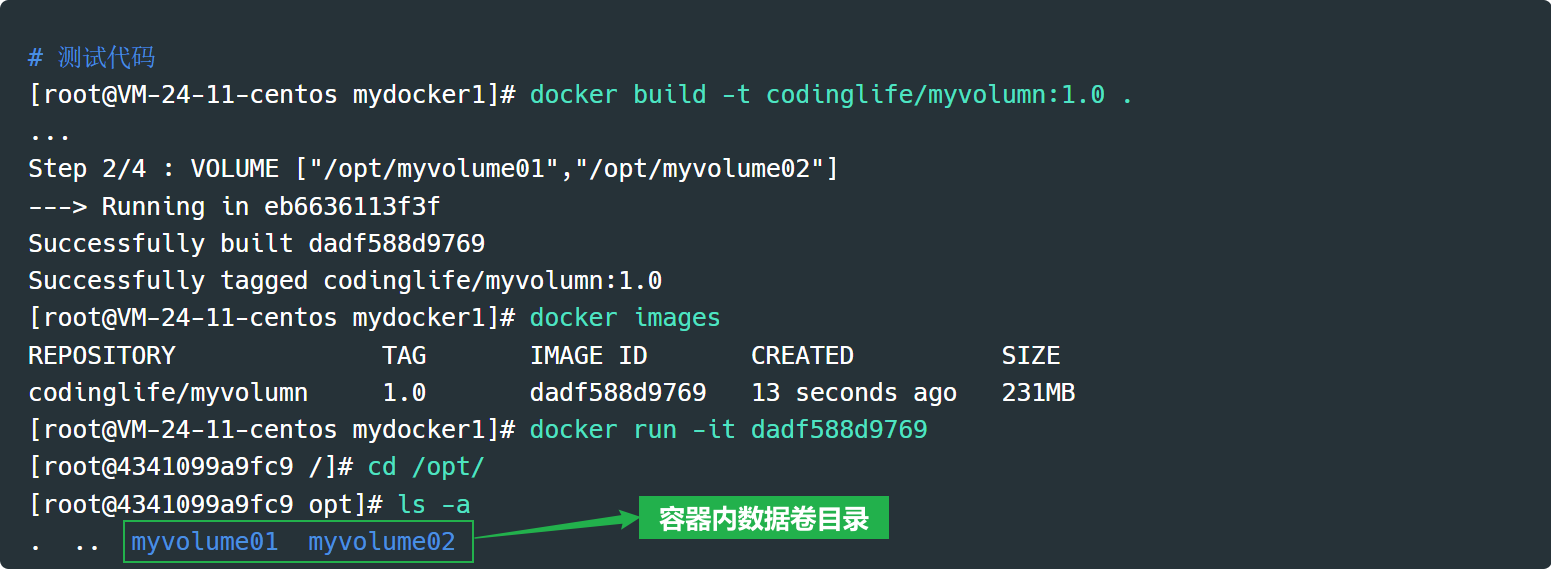 # 测试代码
[root@VM-24-11-centos mydocker1]# docker build -t codinglife/myvolumn:1.0 .
...
Step 2/4 : VOLUME ["/opt/myvolume01","/opt/myvolume02"]
---> Running in eb6636113f3f
Successfully built dadf588d9769
Successfully tagged codinglife/myvolumn:1.0
[root@VM-24-11-centos mydocker1]# docker images
REPOSITORY              TAG       IMAGE ID       CREATED          SIZE
codinglife/myvolumn     1.0       dadf588d9769   13 seconds ago   231MB
[root@VM-24-11-centos mydocker1]# docker run -it dadf588d9769
[root@4341099a9fc9 /]# cd /opt/
[root@4341099a9fc9 opt]# ls -a
容器内数据卷目录
.  ..  myvolume01  myvolume02